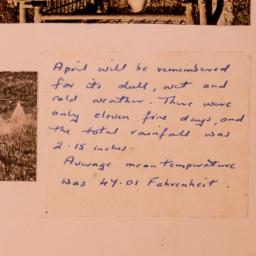 April will be remembered
for its dull, wet and
cold weather. There were
only eleven fine days, and
the total rainfall was
2.15 inches.
Average mean temperature
was 47.01 Fahrenheit.